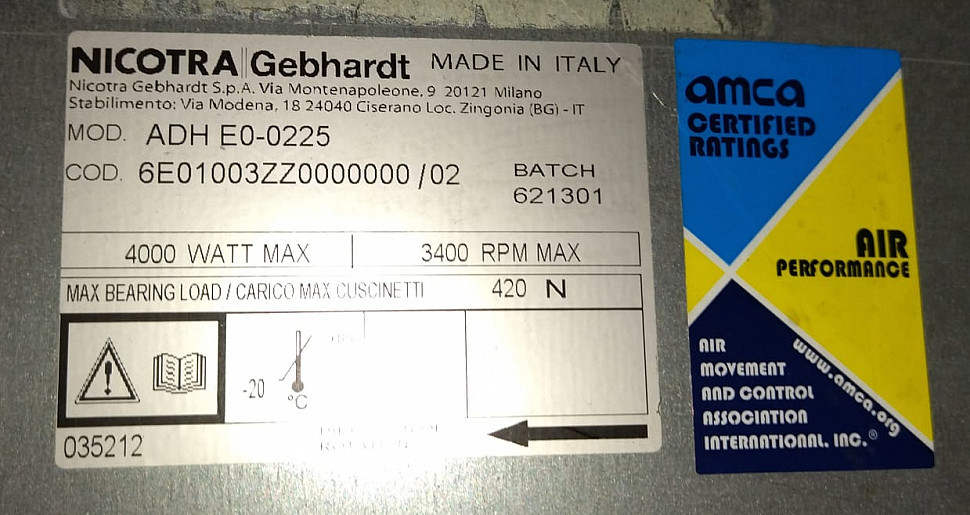 NICOTRA Gebhardt MADE IN ITALY
Nicotra Gebhardt S.p.A. Via Montenapoleone, 9 20121 Milano
Stabilimento: Via Modena, 18 24040 Ciserano Loc. Zingonia (BG) - IT
MOD. ADH E0-0225
COD. 6E01003ZZ0000000 /02
BATCH
621301
4000 WATT MAX 3400 RPM MAX
MAX BEARING LOAD / CARICO MAX CUSCINETTI 420 N
-20
°C
ROTATION
035212
amca
CERTIFIED
RATINGS
AIR
PERFORMANCE
AIR
MOVEMENT
AND CONTROL
ASSOCIATION
INTERNATIONAL, INC.®
www.amca.org